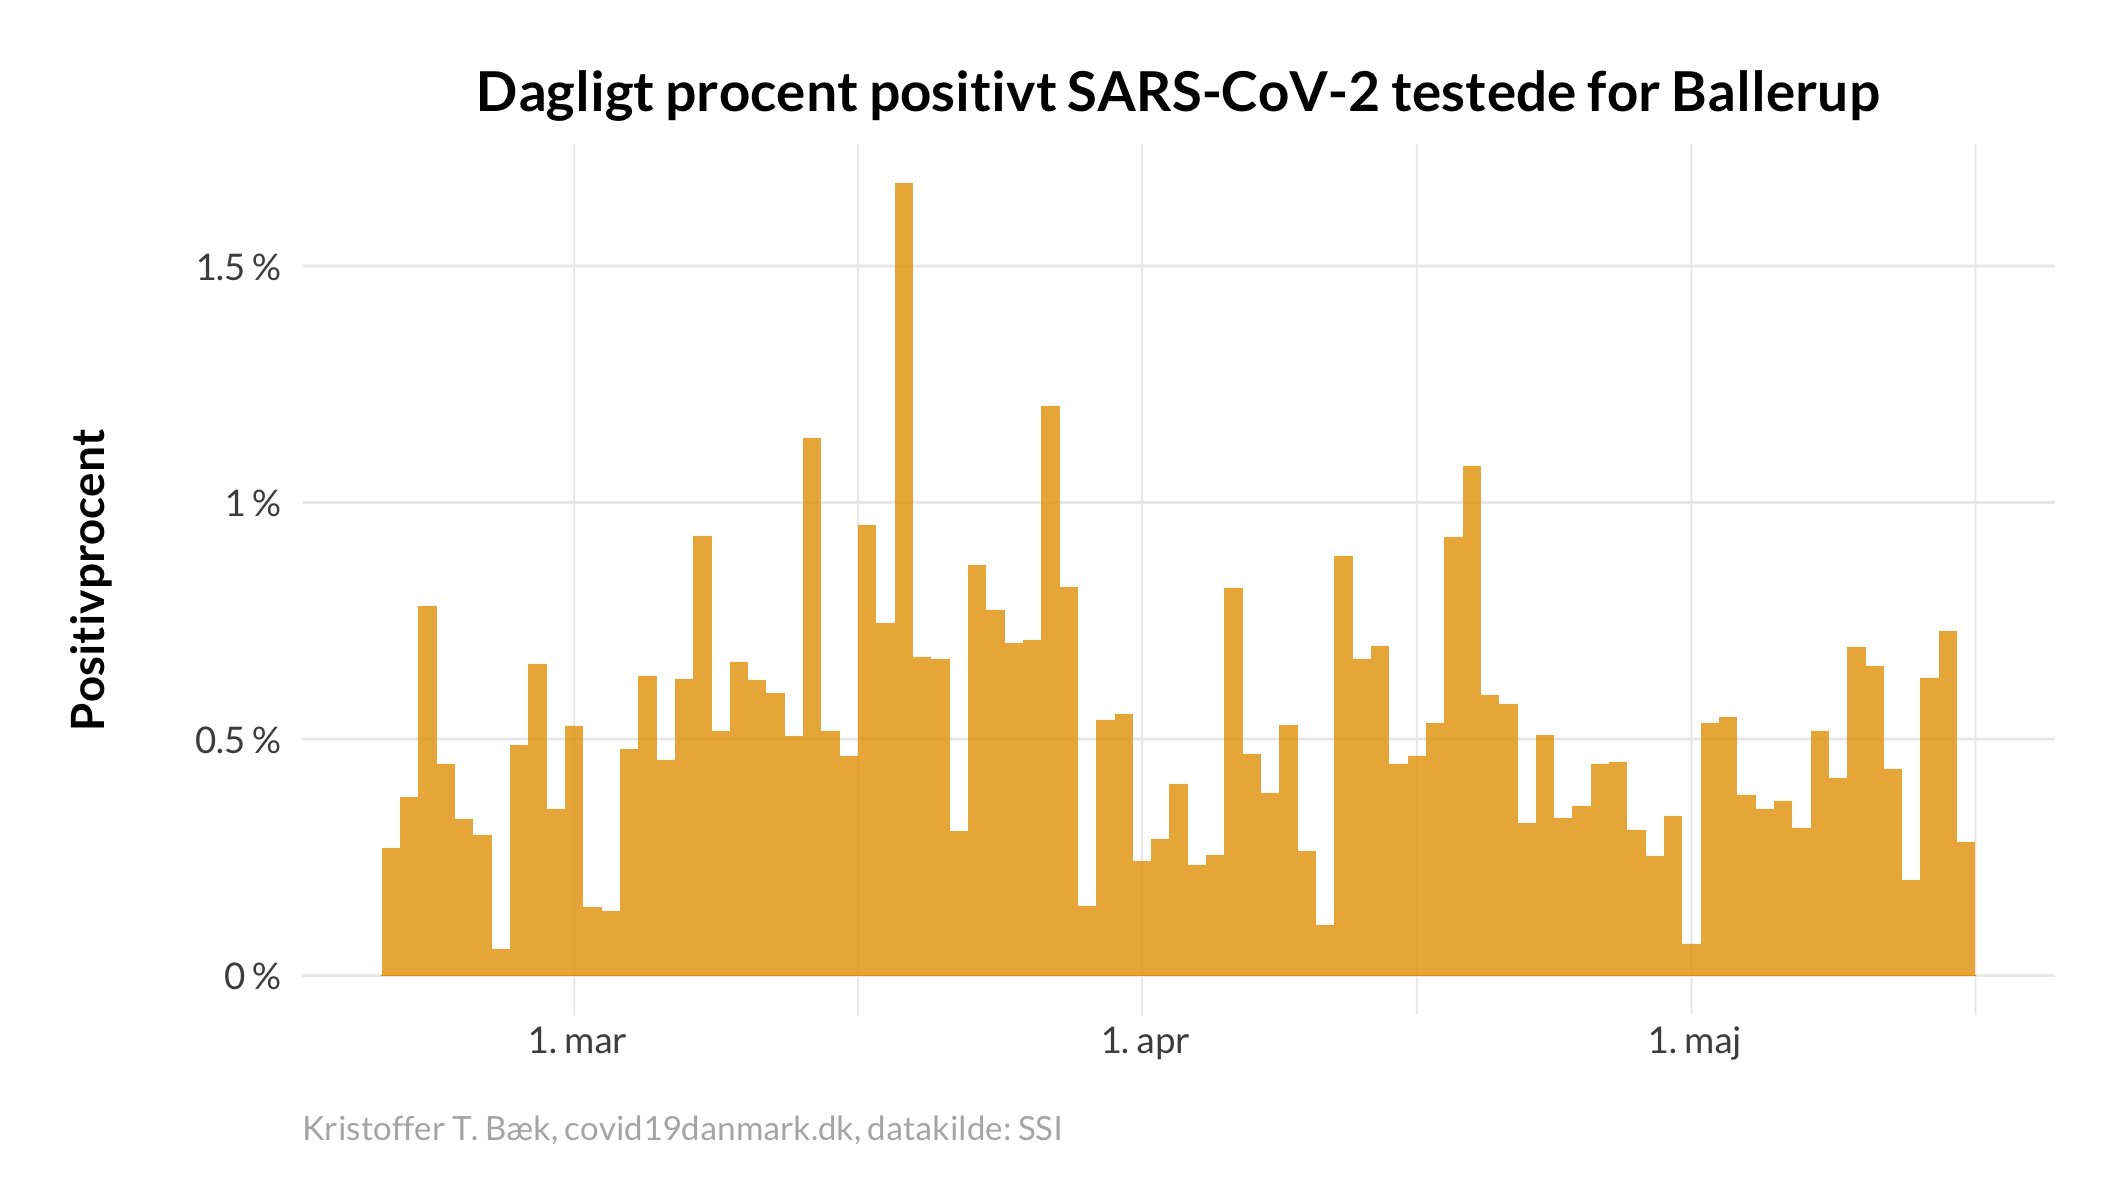 Dagligt procent positivt SARS-CoV-2 testede for Ballerup
Positivprocent
1.5 %
1 %
0.5 %
0 %
1. mar
1. apr
1. maj
Kristoffer T. Bæk, covid19danmark.dk, datakilde: SSI